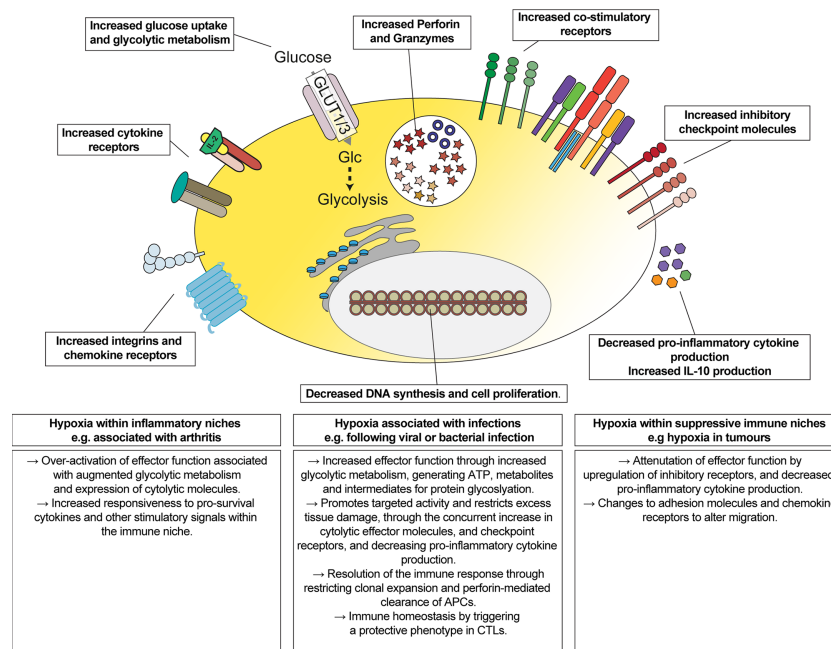 Increased glucose uptake
and glycolytic metabolism
Increased Perforin
and Granzymes
Increased co-stimulatory
receptors
Glucose
GLUT1/3
Increased cytokine
receptors
IL-2
Increased inhibitory
checkpoint molecules
Glc
Glycolysis
Increased integrins and
chemokine receptors
Decreased pro-inflammatory cytokine
production
Increased IL-10 production
Decreased DNA synthesis and cell proliferation.
Hypoxia within inflammatory niches
e.g. associated with arthritis
→ Over-activation of effector function associated
with augmented glycolytic metabolism
and expression of cytolytic molecules.
→ Increased responsiveness to pro-survival
cytokines and other stimulatory signals within
the immune niche.
Hypoxia associated with infections
e.g. following viral or bacterial infection
→ Increased effector function through increased
glycolytic metabolism, generating ATP, metabolites
and intermediates for protein glycoslyation.
→ Promotes targeted activity and restricts excess
tissue damage, through the concurrent increase in
cytolytic effector molecules, and checkpoint
receptors, and decreasing pro-inflammatory cytokine
production.
→ Resolution of the immune response through
restricting clonal expansion and perforin-mediated
clearance of APCs.
→ Immune homeostasis by triggering
a protective phenotype in CTLs.
Hypoxia within suppressive immune niches
e.g hypoxia in tumours
→ Attenutation of effector function by
upregulation of inhibitory receptors, and decreased
pro-inflammatory cytokine production.
→ Changes to adhesion molecules and chemokine
receptors to alter migration.